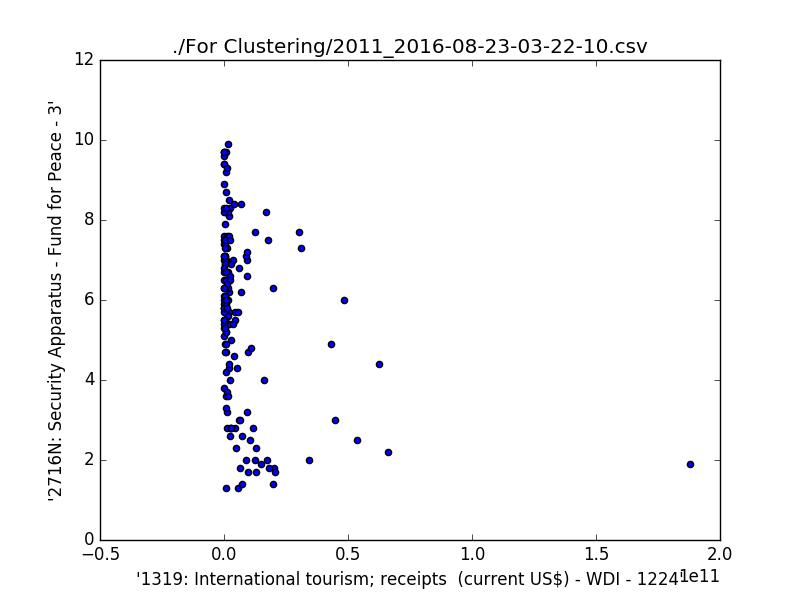 ./For Clustering/2011_2016-08-23-03-22-10.csv
12
10
8
6
4
2
0
'2716N: Security Apparatus - Fund for Peace - 3'
−0.5 0.0 0.5 1.0 1.5 2.0
1e11
'1319: International tourism; receipts  (current US$) - WDI - 1224'